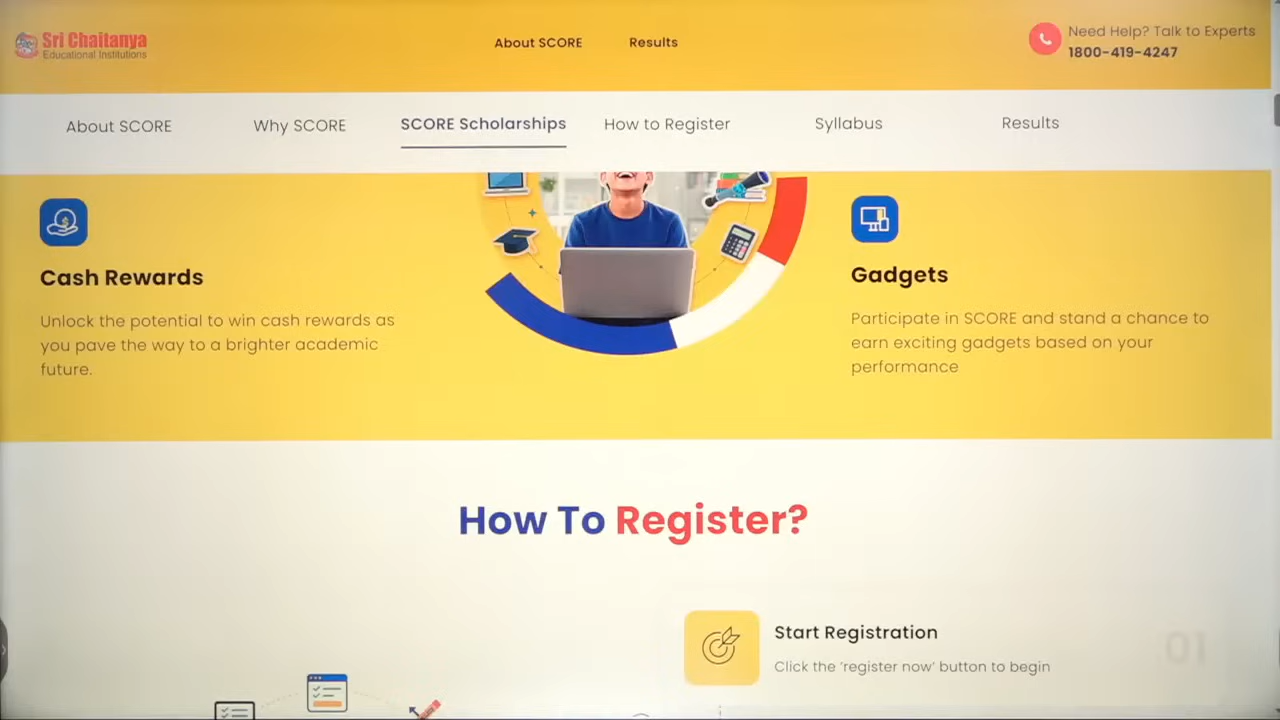 Sri Chaitanya
Educational Institutions
About SCORE
Results
Need Help? Talk to Experts
1800-419-4247
About SCORE
Why SCORE
SCORE Scholarships
How to Register
Syllabus
Results
Cash Rewards
Unlock the potential to win cash rewards as
you pave the way to a brighter academic
future.
Gadgets
Participate in SCORE and stand a chance to
earn exciting gadgets based on your
performance
How To Register?
Start Registration
Click the ‘register now’ button to begin
01